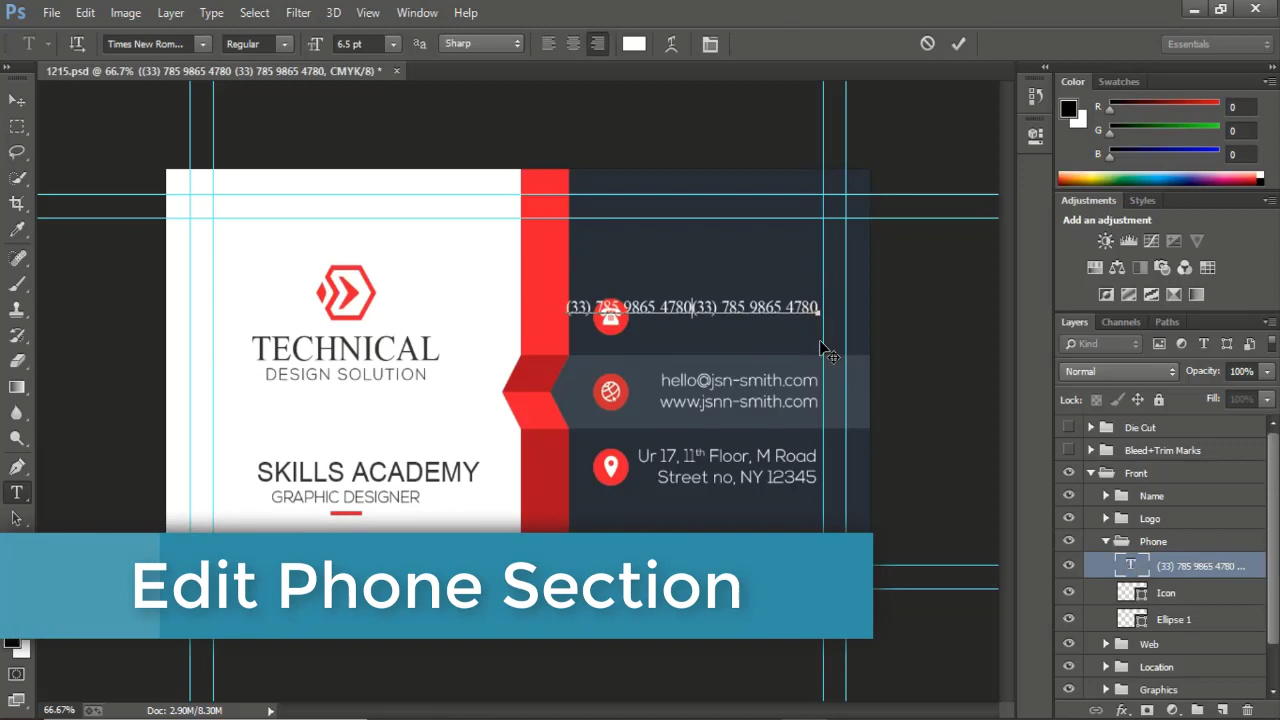 Ps File Edit Image Layer Type Select Filter 3D View Window Help
T Times New Rom... Regular 6.5 pt aa Sharp Essentials
1215.psd @ 66.7% ((33) 785 9865 4780 (33) 785 9865 4780, CMYK/8) *
Color Swatches
R 0
G 0
B 0
Adjustments Styles
Add an adjustment
Layers Channels Paths
Kind
Normal Opacity: 100%
Lock: Fill: 100%
Die Cut
Bleed+Trim Marks
Front
Name
Logo
Phone
T (33) 785 9865 4780 ...
Icon
Ellipse 1
Web
Location
Graphics
TECHNICAL
DESIGN SOLUTION
SKILLS ACADEMY
GRAPHIC DESIGNER
(33) 785 9865 4780(33) 785 9865 4780
hello@jsn-smith.com
www.jsnn-smith.com
Ur 17, 11th Floor, M Road
Street no, NY 12345
Edit Phone Section
66.67% Doc: 2.90M/8.30M